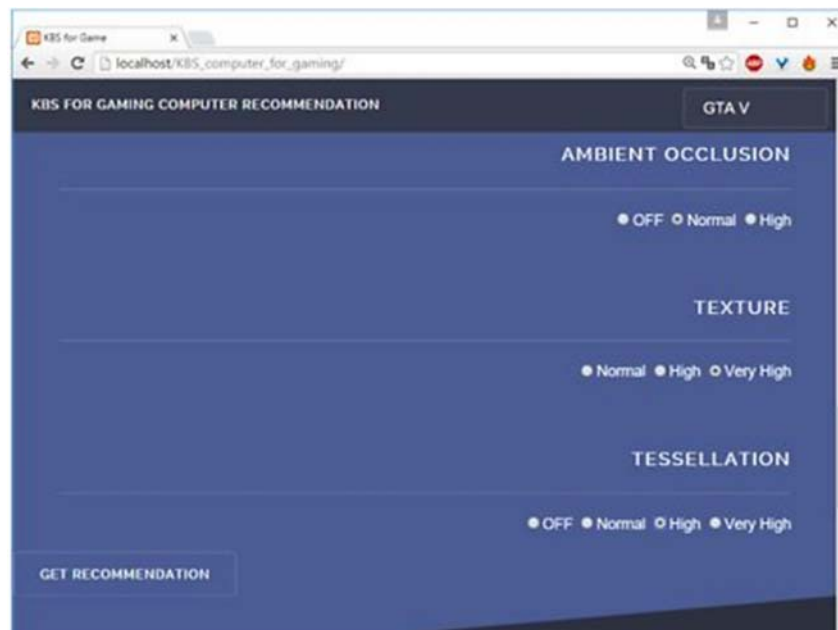 KBS for Game
localhost/KBS_computer_for_gaming/
KBS FOR GAMING COMPUTER RECOMMENDATION
GTA V
AMBIENT OCCLUSION
OFF Normal High
TEXTURE
Normal High Very High
TESSELLATION
OFF Normal High Very High
GET RECOMMENDATION